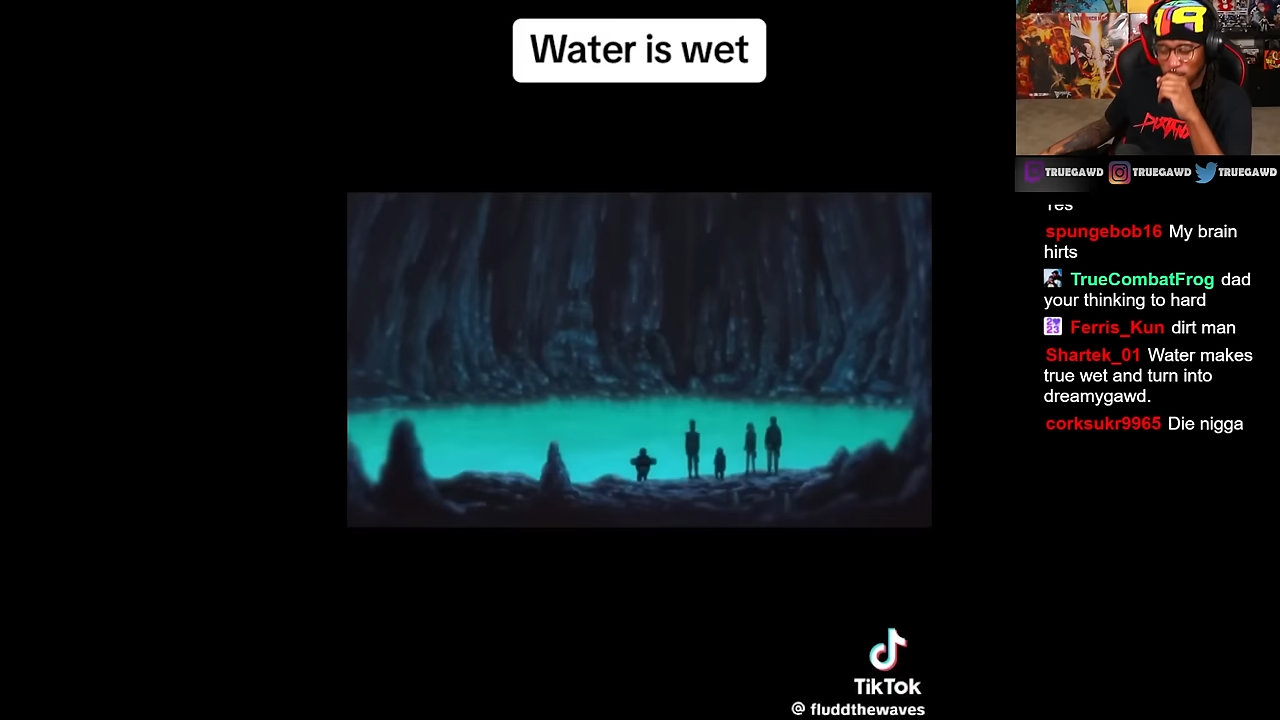 Water is wet
TRUEGAWD TRUEGAWD TRUEGAWD
Yes
spungebob16 My brain
hirts
TrueCombatFrog dad
your thinking to hard
Ferris_Kun dirt man
Shartek_01 Water makes
true wet and turn into
dreamygawd.
corksukr9965 Die nigga
TikTok
@ fluddthewaves